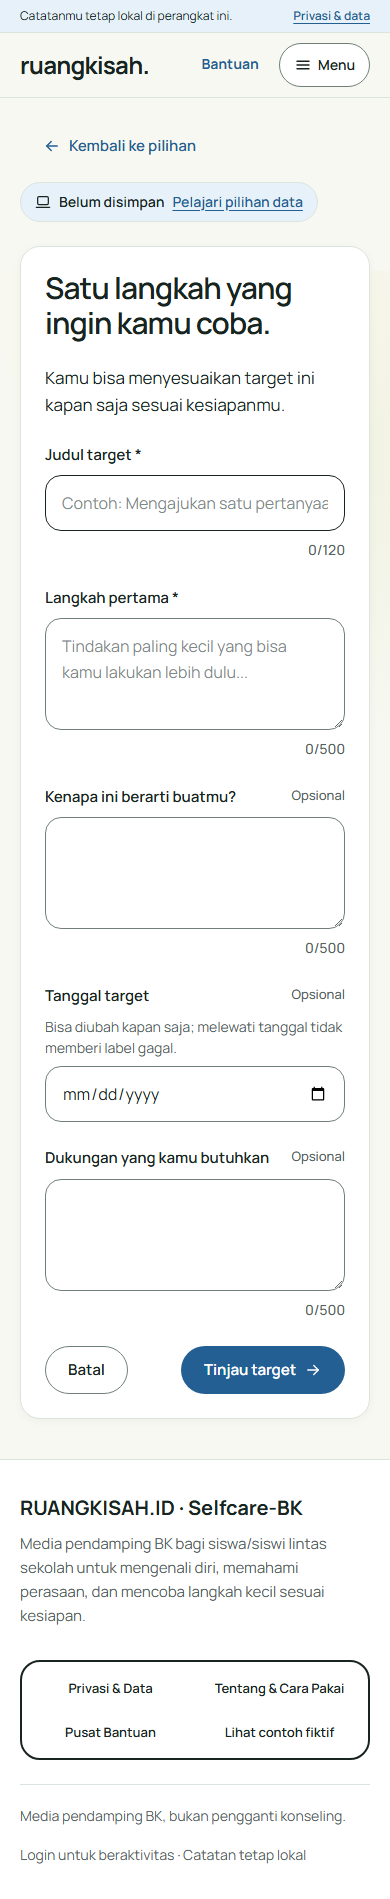 Catatanmu tetap lokal di perangkat ini. Privasi & data
ruangkisah. Bantuan Menu
Kembali ke pilihan
Belum disimpan Pelajari pilihan data
Satu langkah yang
ingin kamu coba.
Kamu bisa menyesuaikan target ini
kapan saja sesuai kesiapanmu.
Judul target *
Contoh: Mengajukan satu pertanyaa
0/120
Langkah pertama *
Tindakan paling kecil yang bisa
kamu lakukan lebih dulu...
0/500
Kenapa ini berarti buatmu? Opsional
0/500
Tanggal target Opsional
Bisa diubah kapan saja; melewati tanggal tidak
memberi label gagal.
mm/dd/yyyy
Dukungan yang kamu butuhkan Opsional
0/500
Batal Tinjau target
RUANGKISAH.ID · Selfcare-BK
Media pendamping BK bagi siswa/siswi lintas
sekolah untuk mengenali diri, memahami
perasaan, dan mencoba langkah kecil sesuai
kesiapan.
Privasi & Data Tentang & Cara Pakai
Pusat Bantuan Lihat contoh fiktif
Media pendamping BK, bukan pengganti konseling.
Login untuk beraktivitas · Catatan tetap lokal